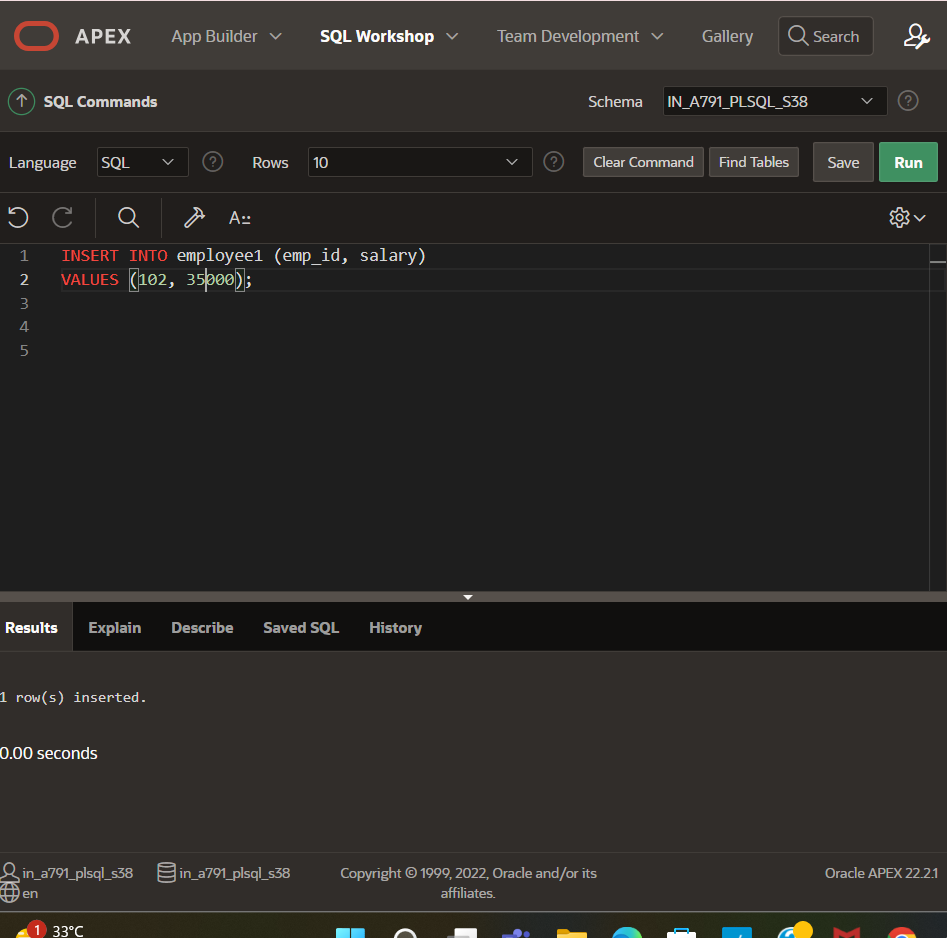 APEX App Builder SQL Workshop Team Development Gallery Search
SQL Commands Schema IN_A791_PLSQL_S38 ?
Language SQL ? Rows 10 ? Clear Command Find Tables Save Run
A::
1 INSERT INTO employee1 (emp_id, salary)
2 VALUES (102, 35000);
3
4
5
Results Explain Describe Saved SQL History
1 row(s) inserted.
0.00 seconds
in_a791_plsql_s38 in_a791_plsql_s38 Copyright © 1999, 2022, Oracle and/or its Oracle APEX 22.2.1
en affiliates.
1 33°C